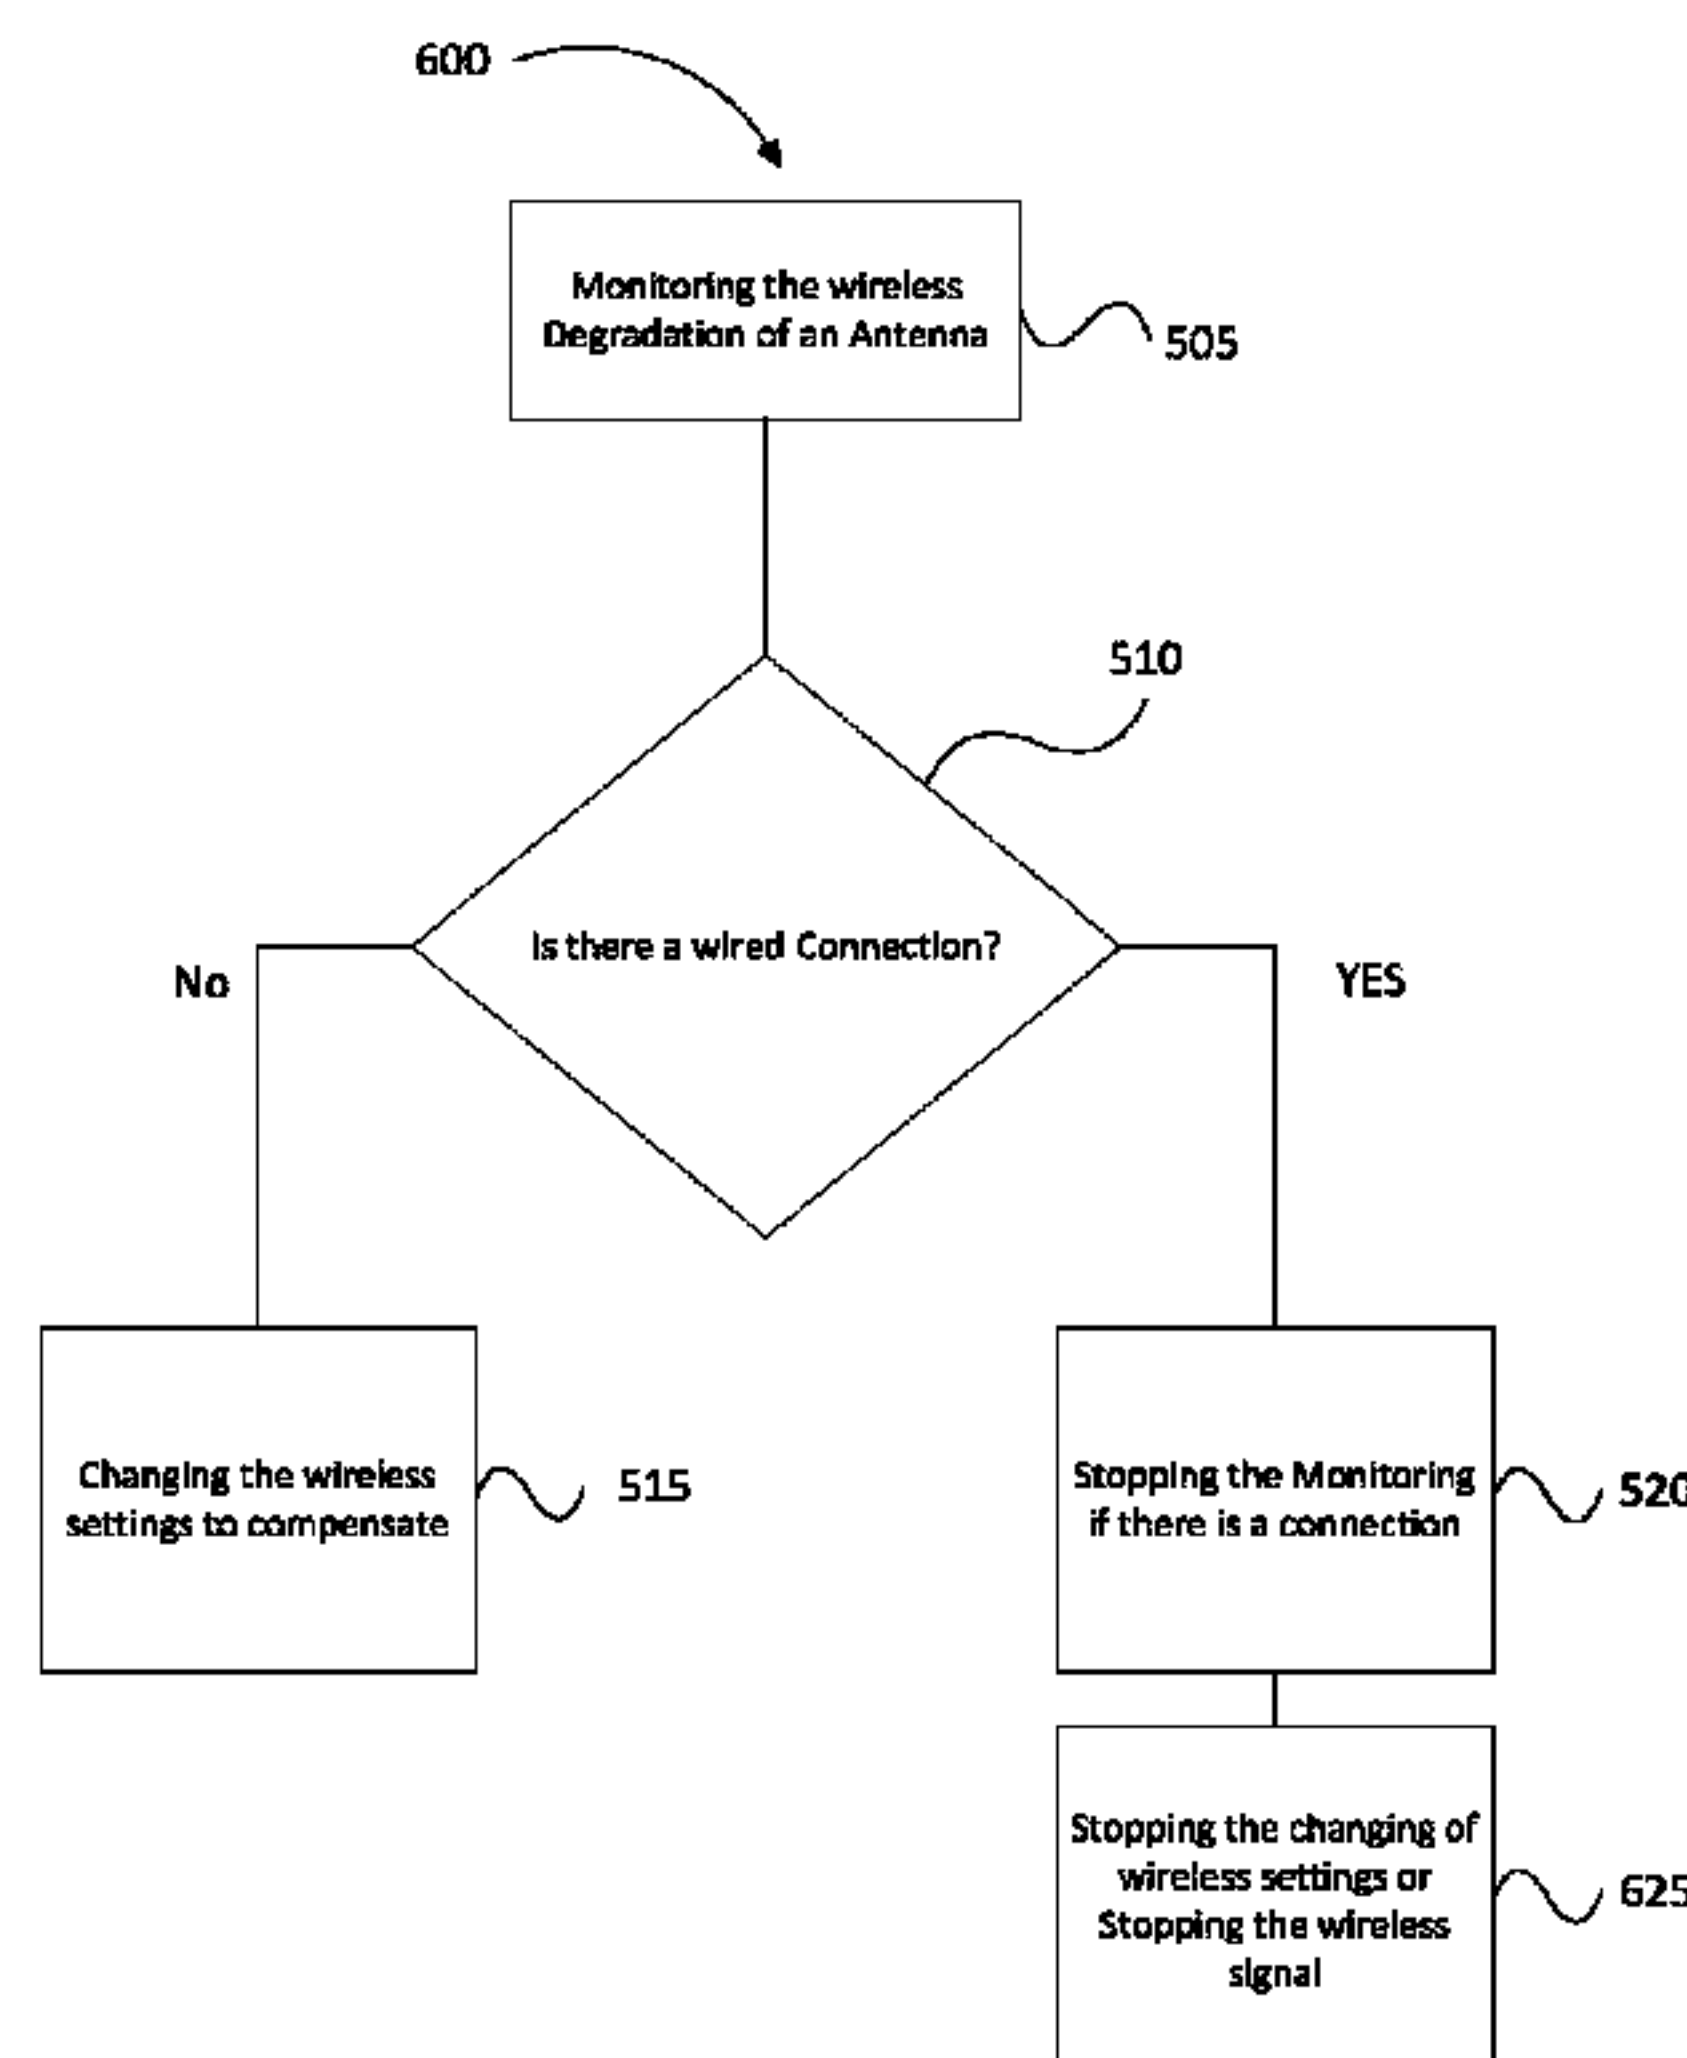 600
Monitoring the wireless
Degradation of an Antenna
505
510
Is there a wired Connection?
No
YES
Changing the wireless
settings to compensate
515
Stopping the Monitoring
if there is a connection
520
Stopping the changing of
wireless settings or
Stopping the wireless
signal
625